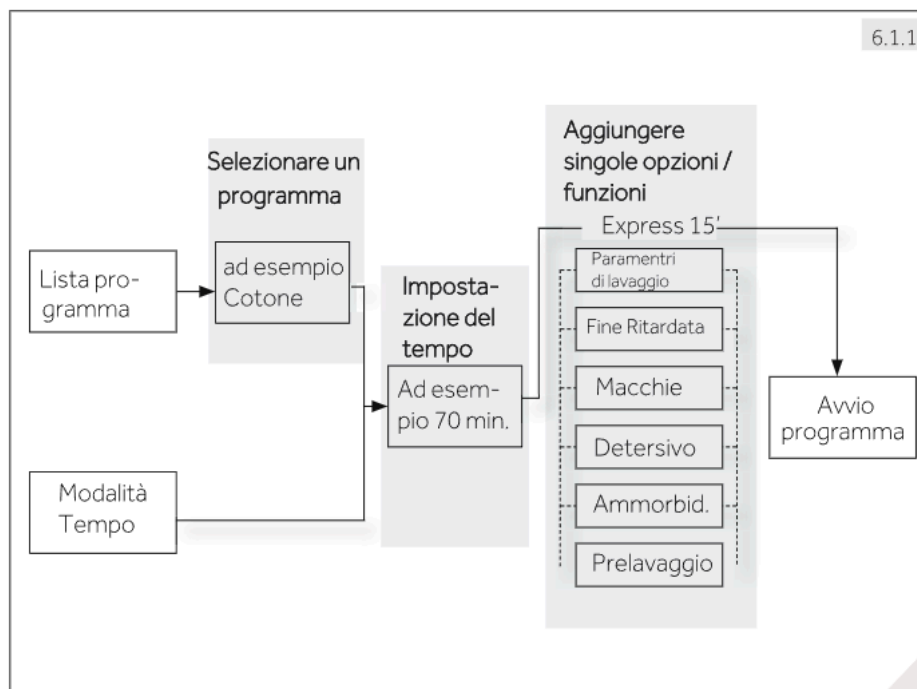 6.1.1
Selezionare un
programma
Lista pro-
gramma
ad esempio
Cotone
Modalità
Tempo
Imposta-
zione del
tempo
Ad esem-
pio 70 min.
Aggiungere
singole opzioni /
funzioni
Express 15'
Paramentri
di lavaggio
Fine Ritardata
Macchie
Detersivo
Ammorbid.
Prelavaggio
Avvio
programma